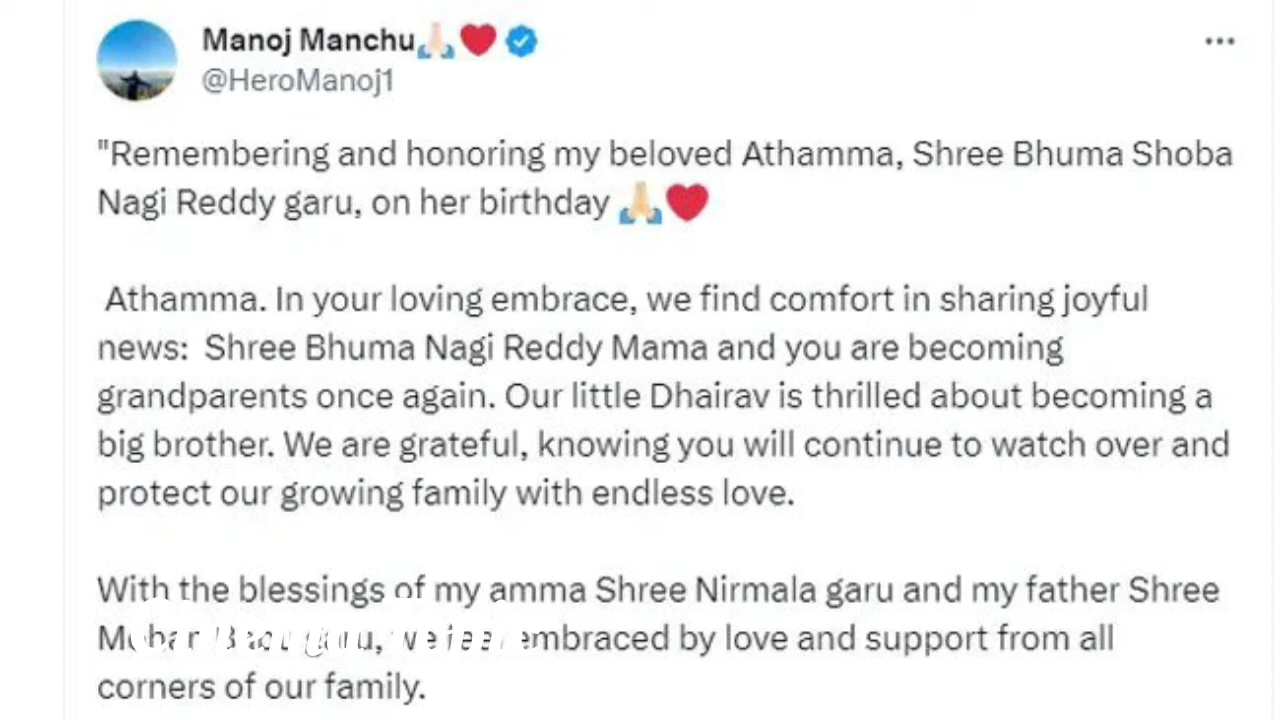 Manoj Manchu🙏🏻❤️
@HeroManoj1
"Remembering and honoring my beloved Athamma, Shree Bhuma Shoba
Nagi Reddy garu, on her birthday 🙏🏼❤️
Athamma. In your loving embrace, we find comfort in sharing joyful
news: Shree Bhuma Nagi Reddy Mama and you are becoming
grandparents once again. Our little Dhairav is thrilled about becoming a
big brother. We are grateful, knowing you will continue to watch over and
protect our growing family with endless love.
With the blessings of my amma Shree Nirmala garu and my father Shree
Mohan garu, we embraced by love and support from all
corners of our family.